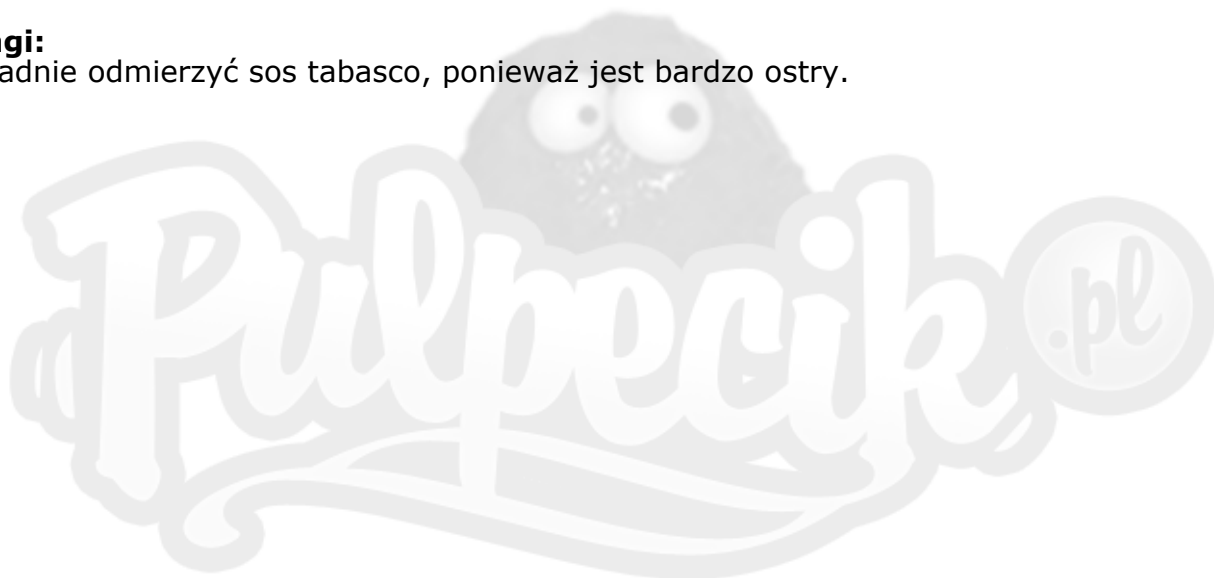 gi:
adnie odmierzyć sos tabasco, ponieważ jest bardzo ostry.
Pulpecik.pl